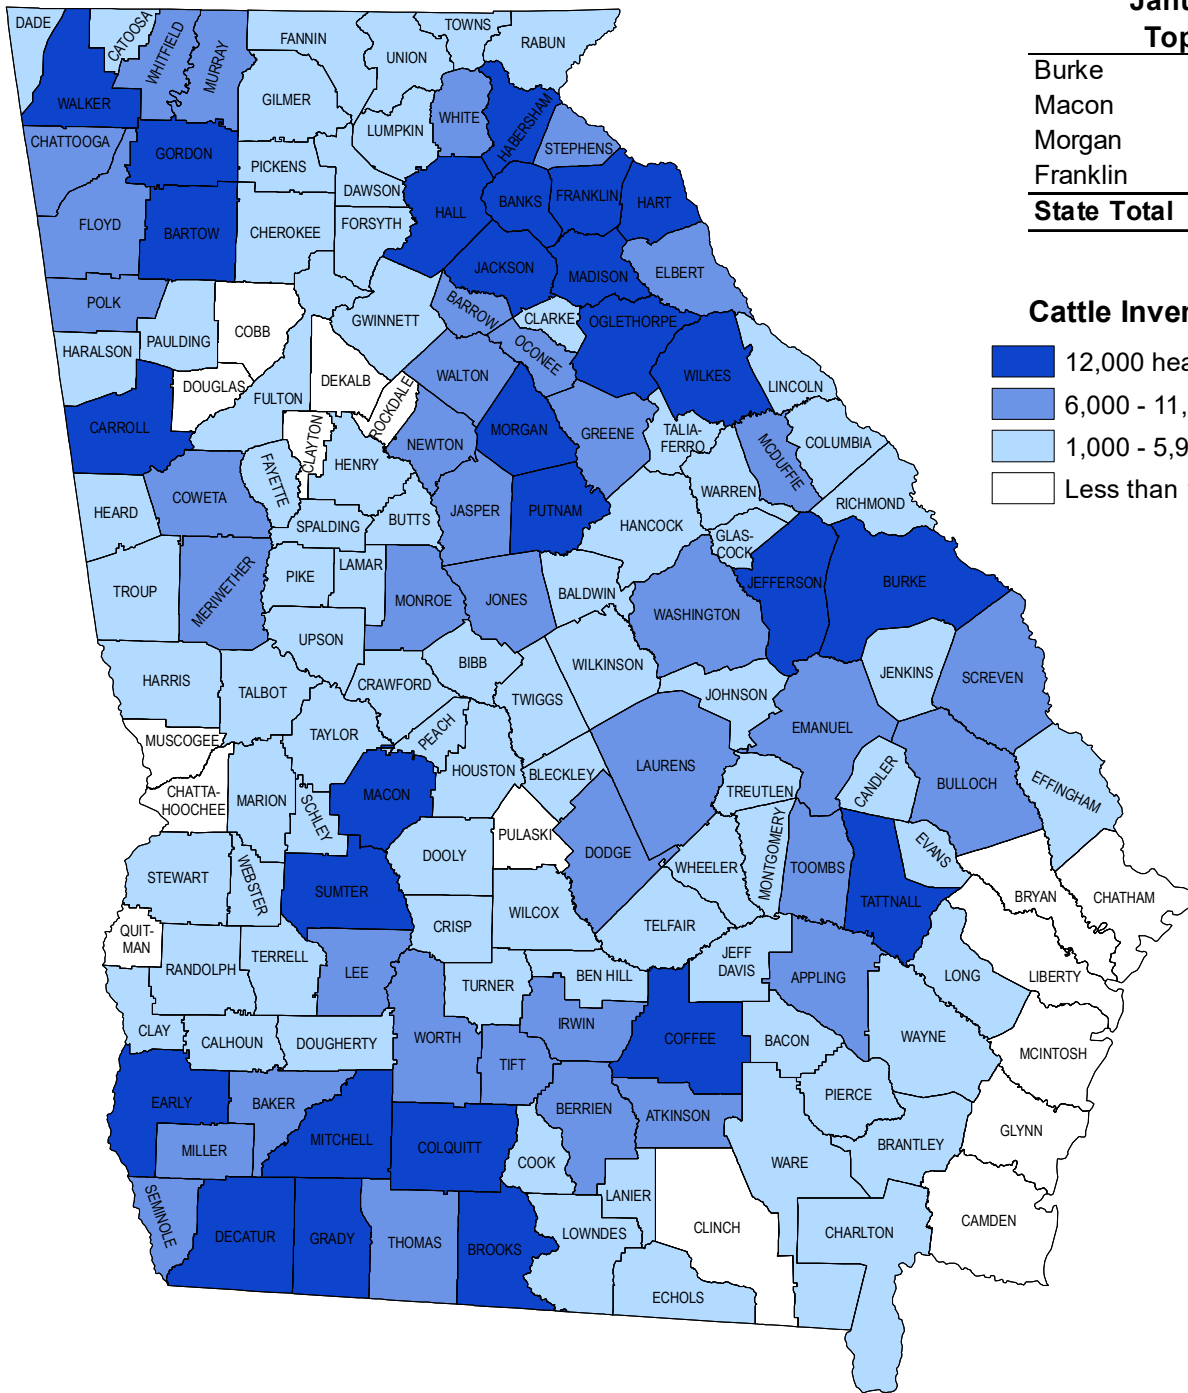 Janu
Top
Burke
Macon
Morgan
Franklin
State Total
Cattle Inver
12,000 hea
6,000 - 11,
1,000 - 5,9
Less than
DADE
CATOOSA
WHITFIELD
MURRAY
FANNIN
UNION
TOWNS
RABUN
WALKER
GILMER
LUMPKIN
WHITE
HABERSHAM
STEPHENS
CHATTOOGA
GORDON
PICKENS
DAWSON
HALL
BANKS
FRANKLIN
HART
FLOYD
BARTOW
CHEROKEE
FORSYTH
JACKSON
MADISON
ELBERT
POLK
PAULDING
COBB
GWINNETT
BARROW
CLARKE
OGLETHORPE
HARALSON
DOUGLAS
FULTON
DEKALB
ROCKDALE
WALTON
OCONEE
WILKES
LINCOLN
CARROLL
CLAYTON
HENRY
NEWTON
MORGAN
GREENE
TALIA-
FERRO
MCDUFFIE
COLUMBIA
COWETA
FAYETTE
HEARD
SPALDING
BUTTS
JASPER
PUTNAM
HANCOCK
WARREN
RICHMOND
GLAS-
COCK
TROUP
MERIWETHER
PIKE
LAMAR
MONROE
JONES
BALDWIN
WASHINGTON
JEFFERSON
BURKE
UPSON
HARRIS
TALBOT
CRAWFORD
BIBB
TWIGGS
WILKINSON
JOHNSON
JENKINS
SCREVEN
MUSCOGEE
TAYLOR
PEACH
EMANUEL
CHATTA-
HOOCHEE
MARION
SCHLEY
MACON
HOUSTON
BLECKLEY
LAURENS
TREUTLEN
CANDLER
BULLOCH
EFFINGHAM
STEWART
WEBSTER
SUMTER
DOOLY
PULASKI
DODGE
WHEELER
MONTGOMERY
TOOMBS
TATTNALL
EVANS
BRYAN
CHATHAM
QUIT-
MAN
RANDOLPH
TERRELL
LEE
CRISP
WILCOX
TELFAIR
JEFF
DAVIS
APPLING
LONG
LIBERTY
TURNER
BEN HILL
CLAY
CALHOUN
DOUGHERTY
WORTH
TIFT
IRWIN
COFFEE
BACON
WAYNE
MCINTOSH
EARLY
BAKER
MITCHELL
COLQUITT
BERRIEN
ATKINSON
PIERCE
BRANTLEY
GLYNN
MILLER
COOK
WARE
SEMINOLE
DECATUR
GRADY
THOMAS
BROOKS
LANIER
LOWNDES
CLINCH
CHARLTON
CAMDEN
ECHOLS